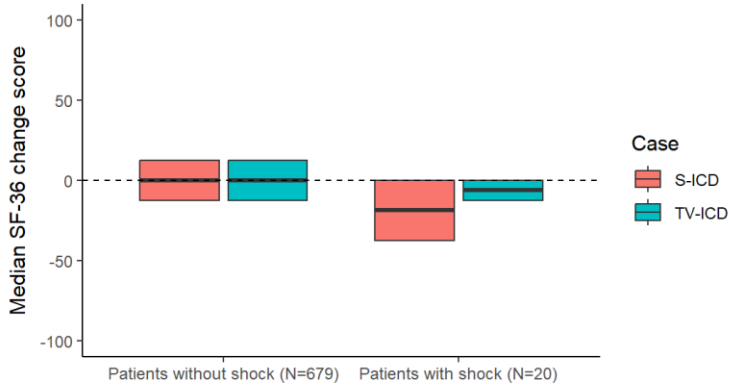 Median SF-36 change score
100
50
0
-50
-100
Patients without shock (N=679)
Patients with shock (N=20)
Case
S-ICD
TV-ICD